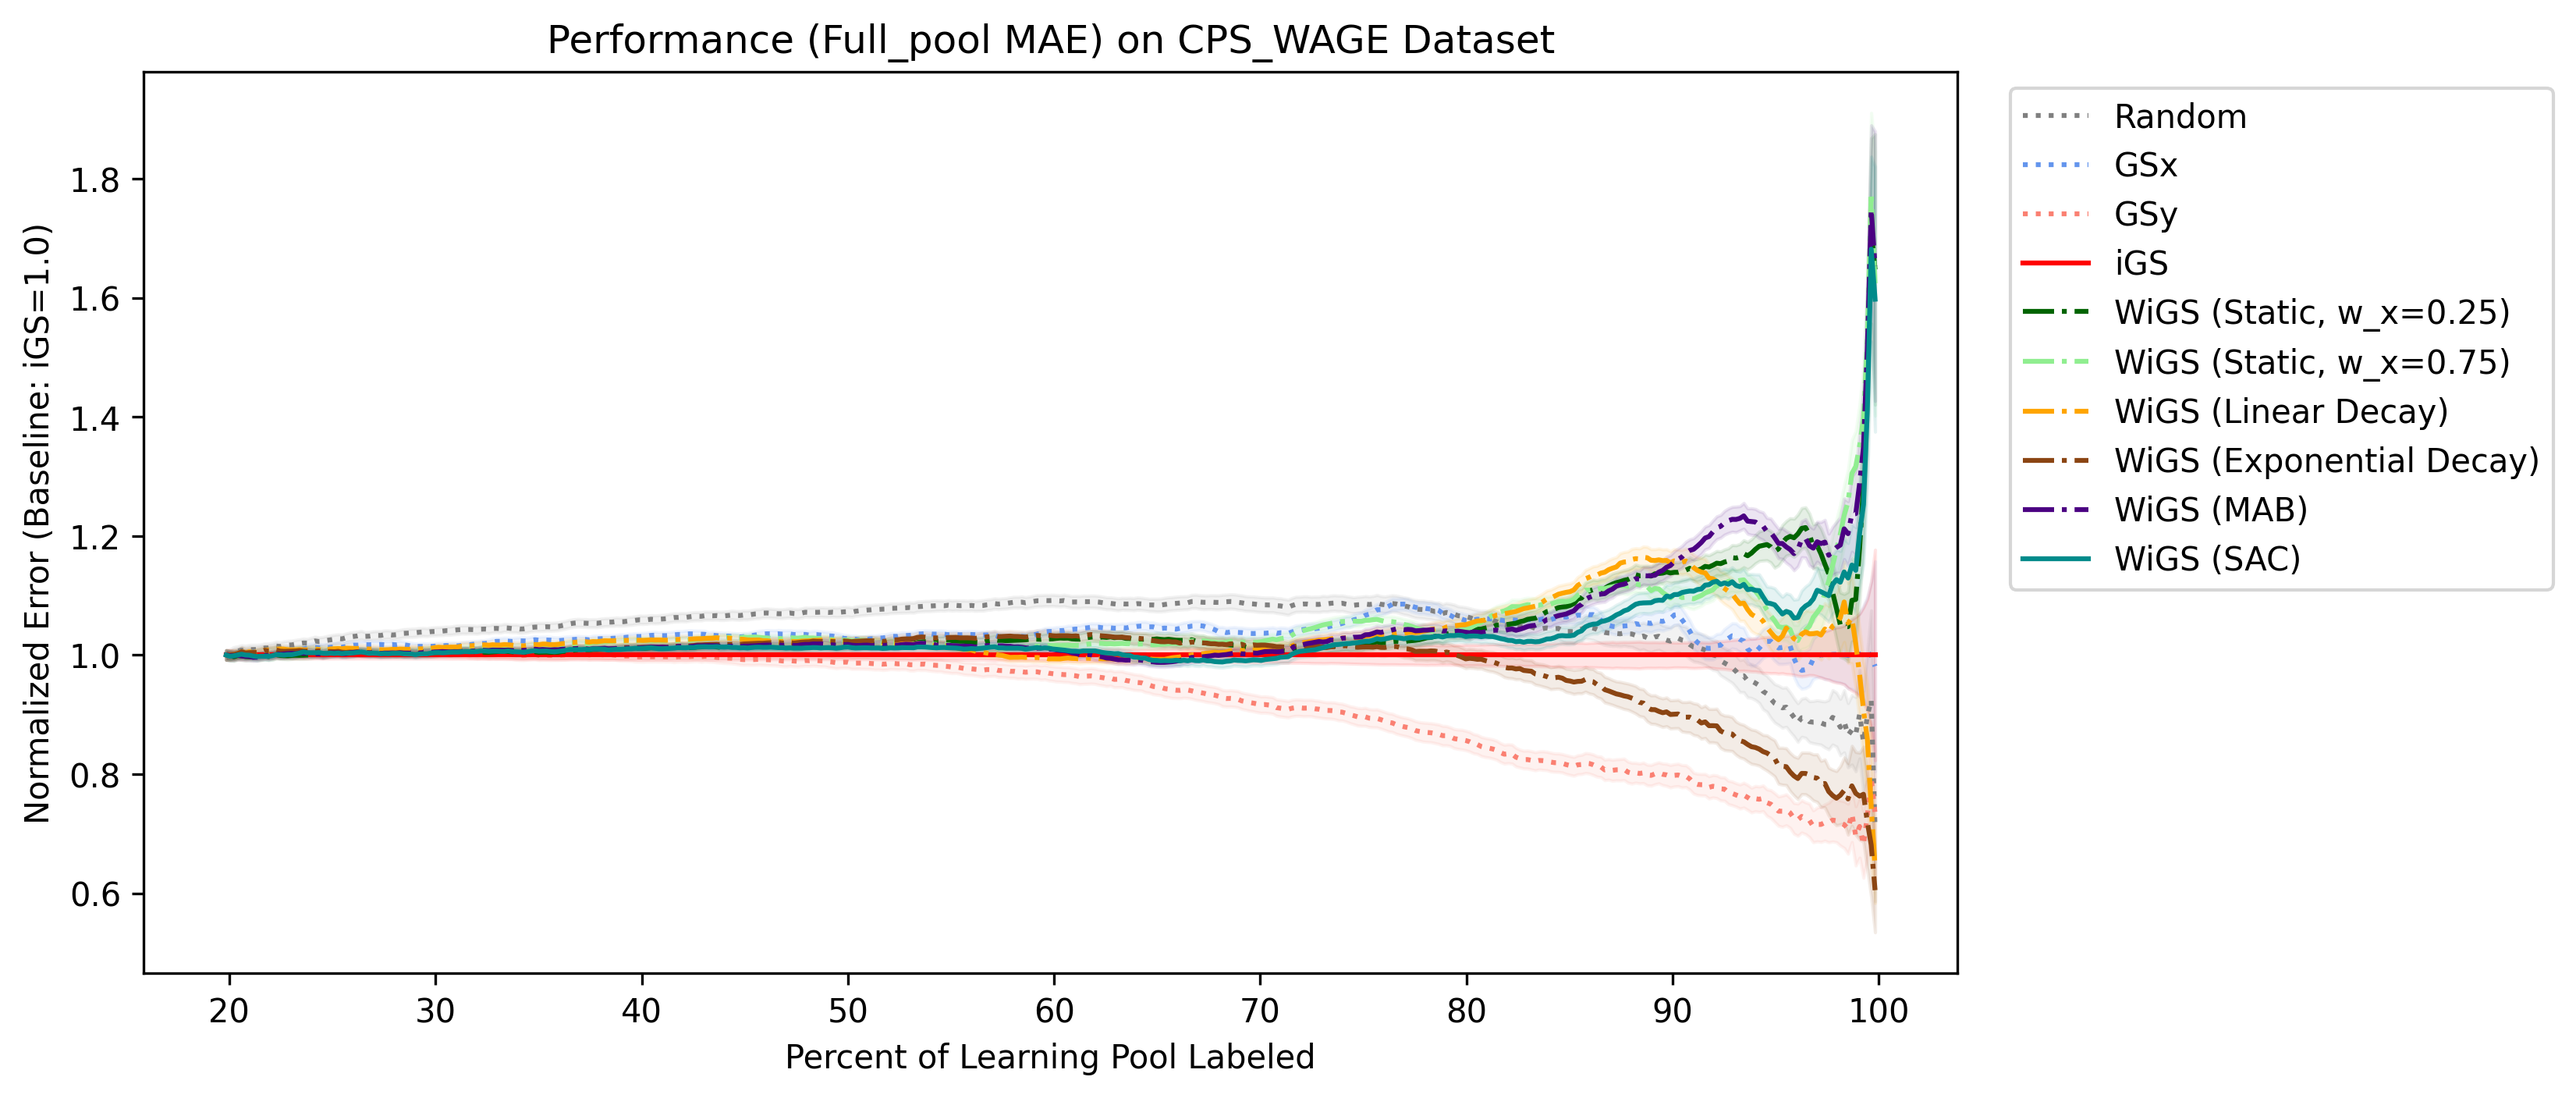 Performance (Full_pool MAE) on CPS_WAGE Dataset
Normalized Error (Baseline: iGS=1.0)
1.8
1.6
1.4
1.2
1.0
0.8
0.6
20 30 40 50 60 70 80 90 100
Percent of Learning Pool Labeled
Random
GSx
GSy
iGS
WiGS (Static, w_x=0.25)
WiGS (Static, w_x=0.75)
WiGS (Linear Decay)
WiGS (Exponential Decay)
WiGS (MAB)
WiGS (SAC)